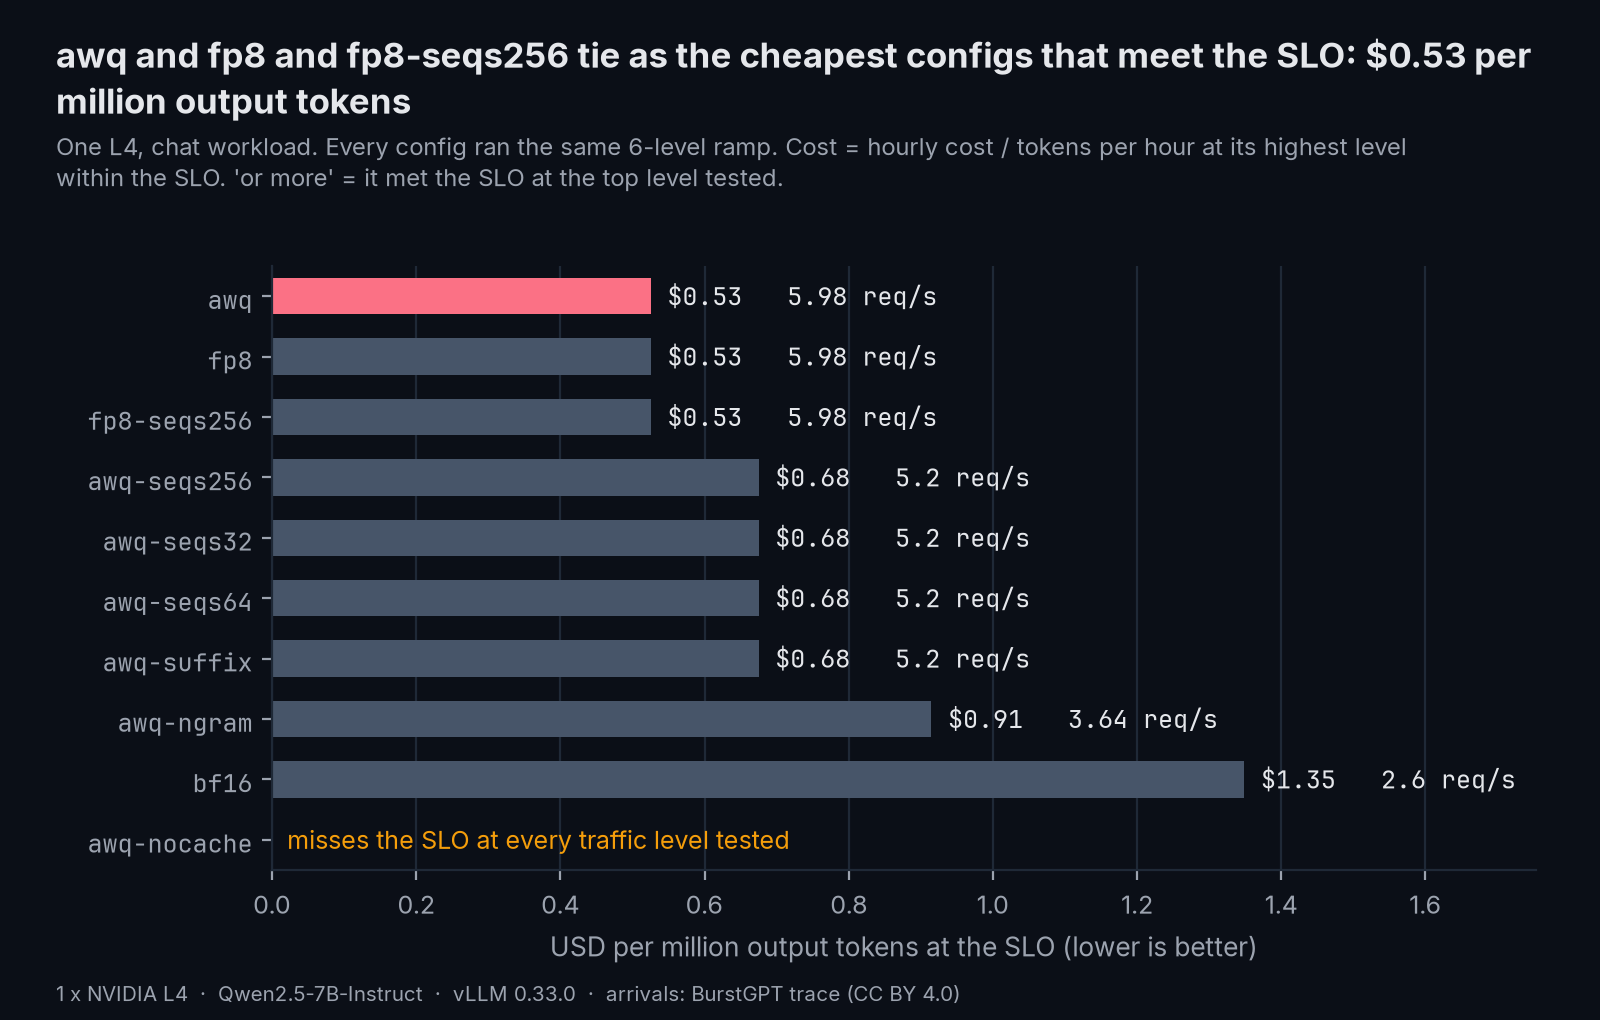 awq and fp8 and fp8-seqs256 tie as the cheapest configs that meet the SLO: $0.53 per
million output tokens
One L4, chat workload. Every config ran the same 6-level ramp. Cost = hourly cost / tokens per hour at its highest level
within the SLO. 'or more' = it met the SLO at the top level tested.
awq $0.53 5.98 req/s
fp8 $0.53 5.98 req/s
fp8-seqs256 $0.53 5.98 req/s
awq-seqs256 $0.68 5.2 req/s
awq-seqs32 $0.68 5.2 req/s
awq-seqs64 $0.68 5.2 req/s
awq-suffix $0.68 5.2 req/s
awq-ngram $0.91 3.64 req/s
bf16 $1.35 2.6 req/s
awq-nocache misses the SLO at every traffic level tested
0.0 0.2 0.4 0.6 0.8 1.0 1.2 1.4 1.6
USD per million output tokens at the SLO (lower is better)
1 x NVIDIA L4 · Qwen2.5-7B-Instruct · vLLM 0.33.0 · arrivals: BurstGPT trace (CC BY 4.0)